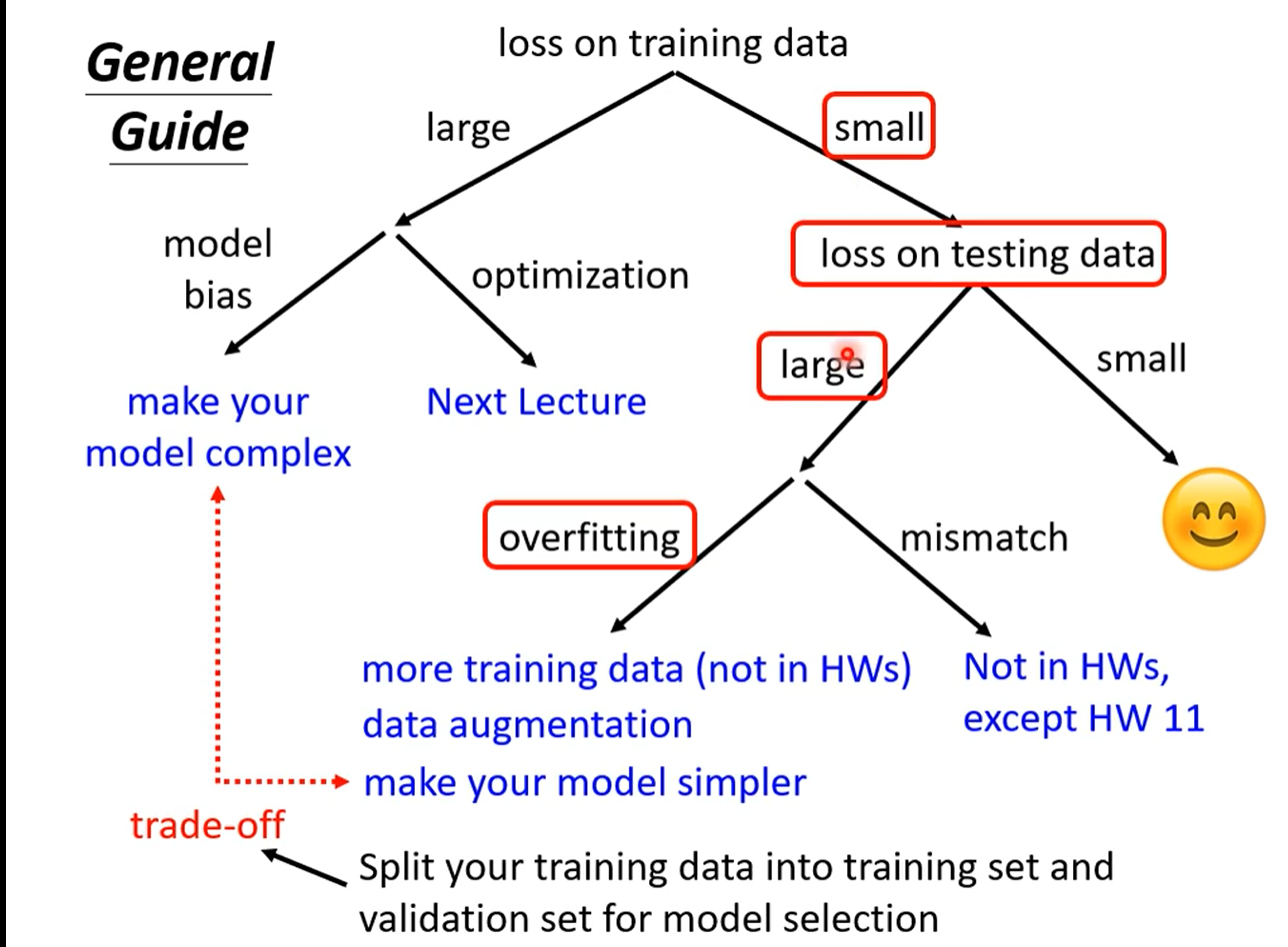 General
Guide
loss on training data
large
small
model
bias
optimization
loss on testing data
make your
model complex
Next Lecture
large
small
overfitting
mismatch
more training data (not in HWs)
data augmentation
make your model simpler
Not in HWs,
except HW 11
trade-off
Split your training data into training set and
validation set for model selection